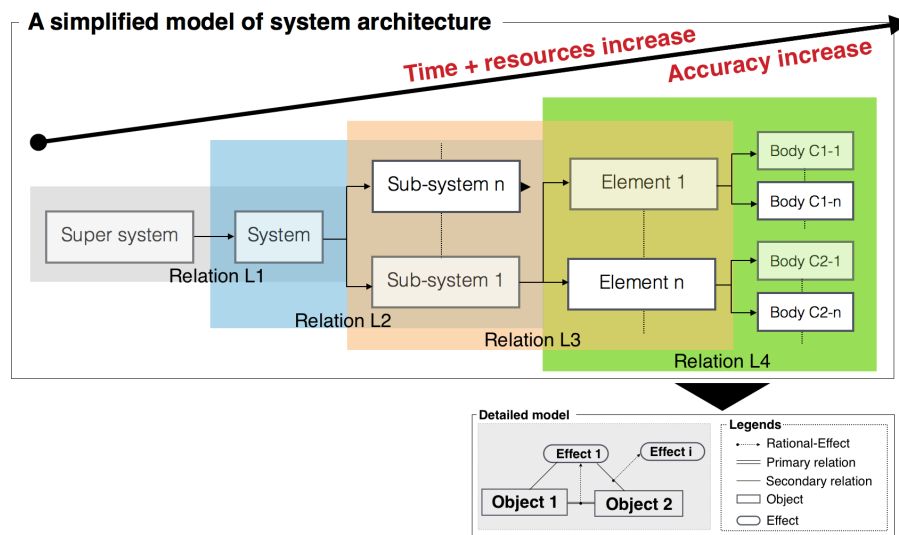 A simplified model of system architecture
Time + resources increase
Accuracy increase
Super system
System
Sub-system n
Sub-system 1
Element 1
Element n
Body C1-1
Body C1-n
Body C2-1
Body C2-n
Relation L1
Relation L2
Relation L3
Relation L4
Detailed model
Effect 1
Effect i
Object 1
Object 2
Legends
Rational-Effect
Primary relation
Secondary relation
Object
Effect